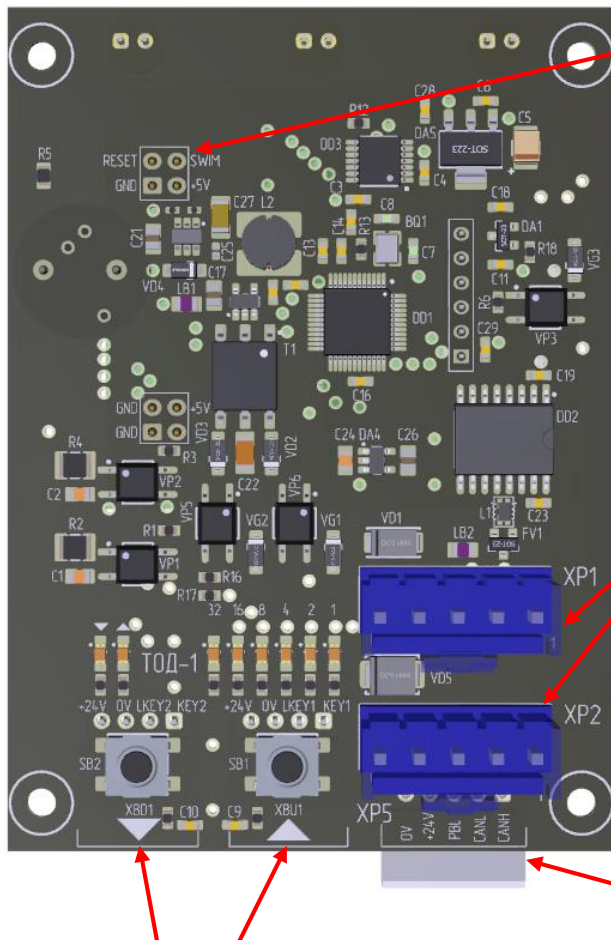 C28
C6
R12
DA5
C5
SOT-223
R5
RESET
SWIM
DD3
GND
+5V
C4
C27
L2
C3
C18
C8
BQ1
DA1
C21
C14
R13
R18
VG3
C25
C13
C7
VD4
C17
C11
LB1
R6
DD1
VP3
T1
C29
C16
C19
GND
+5V
GND
DD2
VD3
VD2
C24
DA4
C26
R4
R3
C22
VP2
VP6
C2
VP5
L1
C23
R2
R1
VG2
VG1
VD1
LB2
FV1
VP1
C1
R16
XP1
R17
32
16
8
4
2
1
ТОД-1
VD5
+24V
0V
LKEY2
KEY2
+24V
0V
LKEY1
KEY1
XP2
SB2
SB1
XBD1
XBU1
XP5
C10
C9
0V
+24V
PBL
CANL
CANH